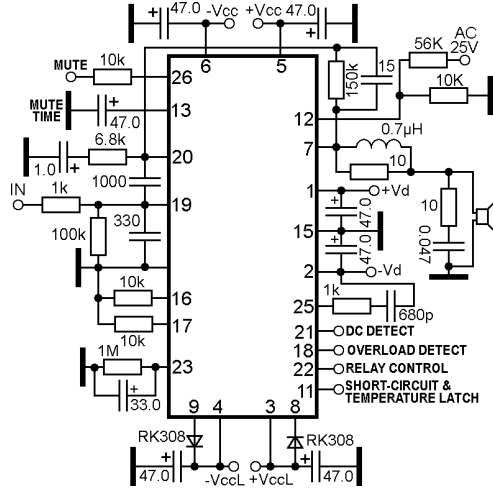 47.0 -Vcc +Vcc 47.0
AC
25V
56K
MUTE 10k
26
6
5
150k
15
10K
MUTE
TIME
47.0
13
12
6.8k
1.0
20
7
0.7μH
10
1000
IN
1k
19
1
+Vd
10
100k
330
47.0
15
47.0
0.047
2
-Vd
10k
16
25
1k
680p
17
10k
21
DC DETECT
18
OVERLOAD DETECT
1M
23
22
RELAY CONTROL
33.0
11
SHORT-CIRCUIT &
TEMPERATURE LATCH
9 4 3 8
RK308
RK308
47.0
-VccL +VccL
47.0